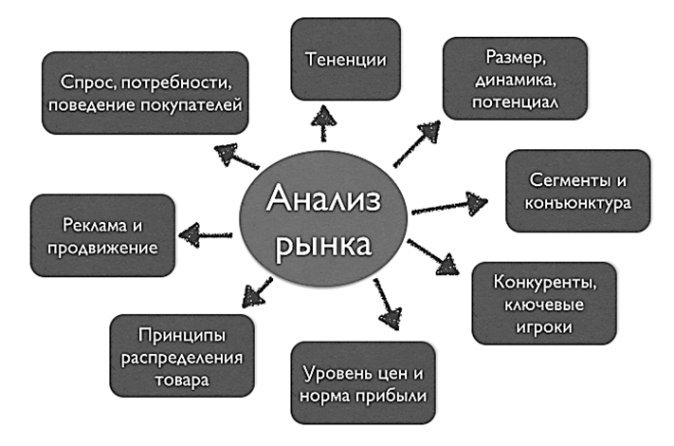 Тененции
Размер,
динамика,
потенциал
Спрос, потребности,
поведение покупателей
Сегменты и
конъюнктура
Анализ
рынка
Реклама и
продвижение
Конкуренты,
ключевые
игроки
Принципы
распределения
товара
Уровень цен и
норма прибыли